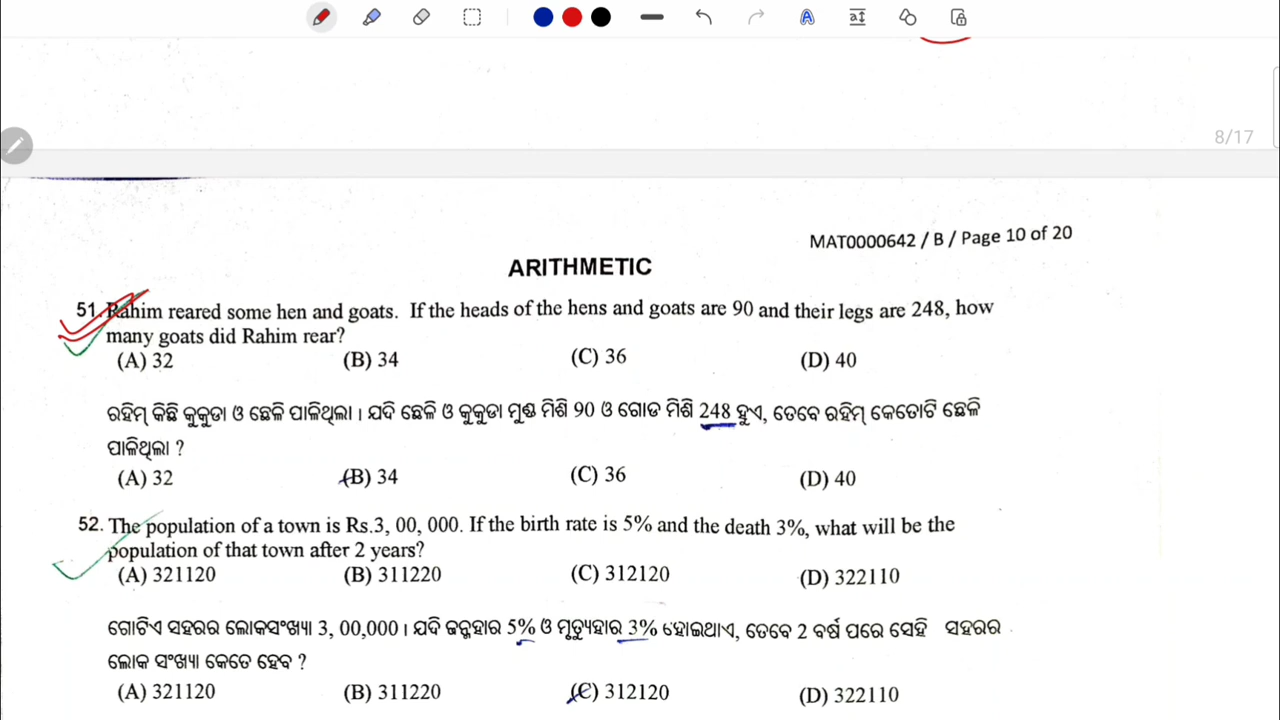 8/17
MAT0000642 / B / Page 10 of 20
ARITHMETIC
51. Rahim reared some hen and goats. If the heads of the hens and goats are 90 and their legs are 248, how
many goats did Rahim rear?
(A) 32 (B) 34 (C) 36 (D) 40
ରହିମ୍ କିଛି କୁକୁଡା ଓ ଛେଳି ପାଳିଥିଲା । ଯଦି ଛେଳି ଓ କୁକୁଡା ମୁଣ୍ଡ ମିଶି 90 ଓ ଗୋଡ ମିଶି 248 ହୁଏ, ତେବେ ରହିମ୍ କେତୋଟି ଛେଳି
ପାଳିଥିଲା ?
(A) 32 (B) 34 (C) 36 (D) 40
52. The population of a town is Rs.3, 00, 000. If the birth rate is 5% and the death 3%, what will be the
population of that town after 2 years?
(A) 321120 (B) 311220 (C) 312120 (D) 322110
ଗୋଟିଏ ସହରର ଲୋକସଂଖ୍ୟା 3, 00,000 । ଯଦି ଜନ୍ମହାର 5% ଓ ମୃତ୍ୟୁହାର 3% ହୋଇଥାଏ, ତେବେ 2 ବର୍ଷ ପରେ ସେହି ସହରର
ଲୋକ ସଂଖ୍ୟା କେତେ ହେବ ?
(A) 321120 (B) 311220 (C) 312120 (D) 322110